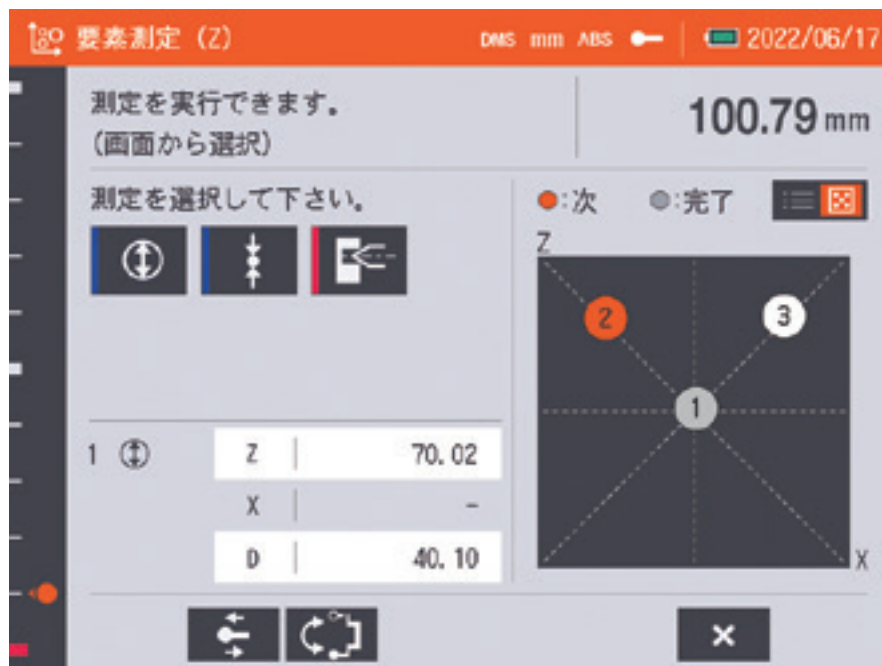 要素測定 (Z)
DMS mm ABS
2022/06/17
測定を実行できます。
(画面から選択)
100.79 mm
測定を選択して下さい。
:次
:完了
Z
2
3
1
X
1
Z 70.02
X -
D 40.10